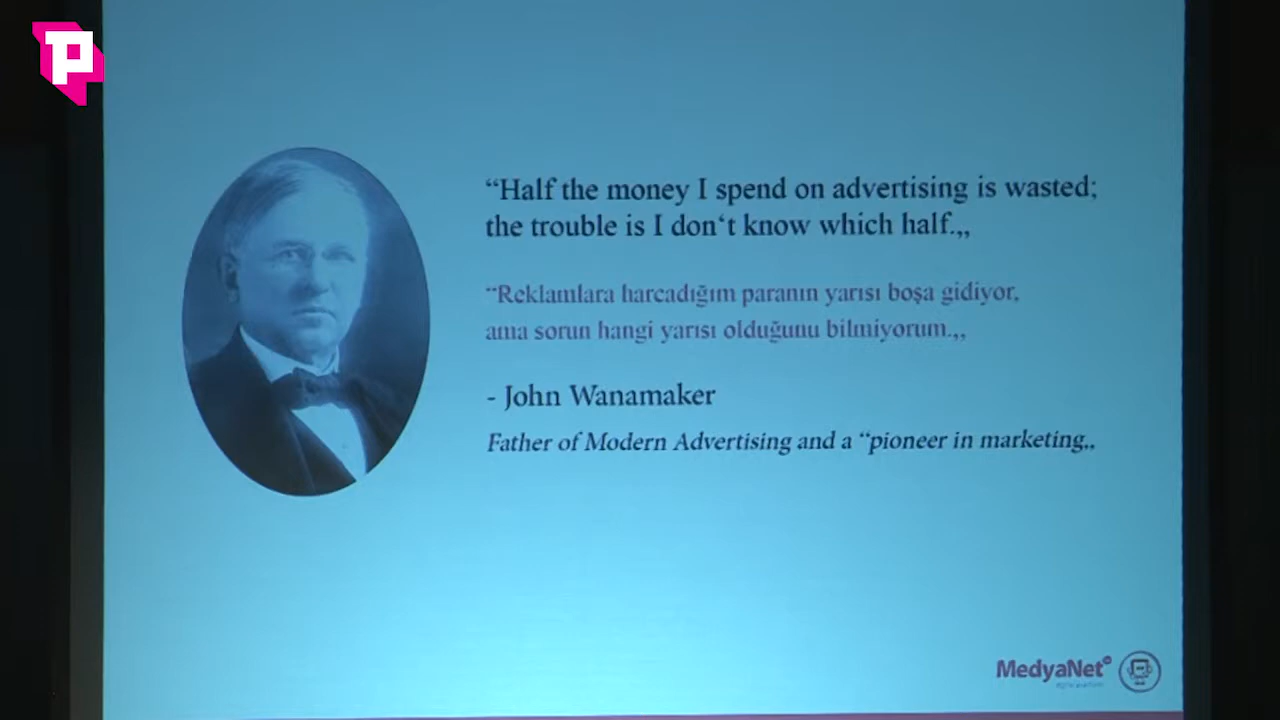 P
“Half the money I spend on advertising is wasted;
the trouble is I don‘t know which half.„
“Reklamlara harcadığım paranın yarısı boşa gidiyor,
ama sorun hangi yarısı olduğunu bilmiyorum.„
- John Wanamaker
Father of Modern Advertising and a “pioneer in marketing„
MedyaNet